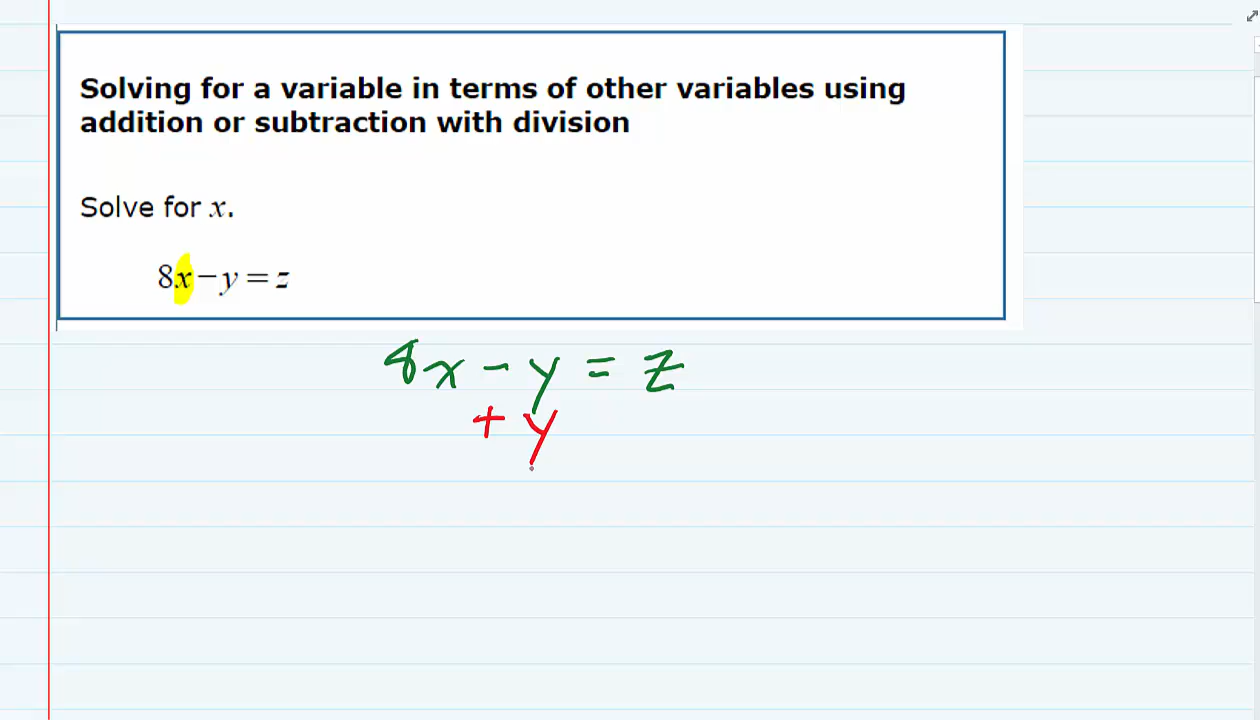 Solving for a variable in terms of other variables using
addition or subtraction with division
Solve for x.
8x−y=z
8x − y = z
+ y